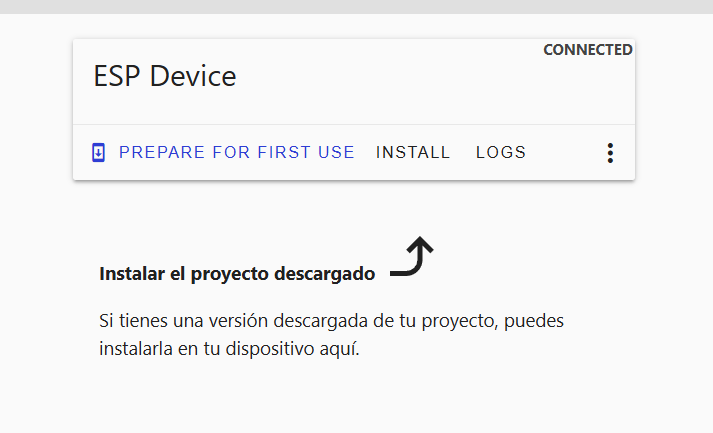 CONNECTED
ESP Device
PREPARE FOR FIRST USE INSTALL LOGS
Instalar el proyecto descargado
Si tienes una versión descargada de tu proyecto, puedes
instalarla en tu dispositivo aquí.